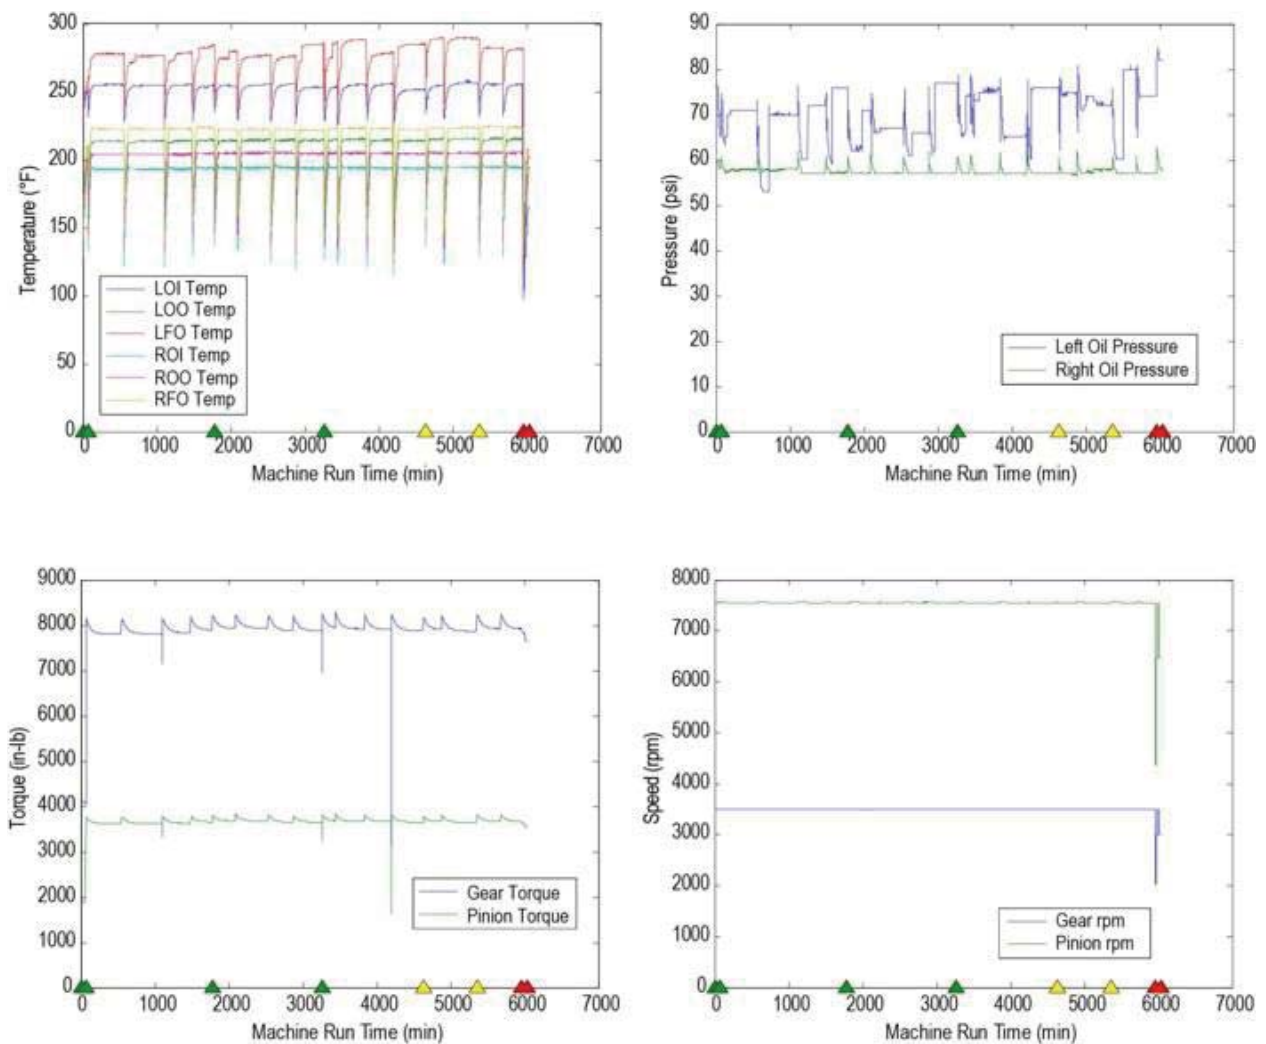 300
250
200
150
100
50
0
Temperature (°F)
LOI Temp
LOO Temp
LFO Temp
ROI Temp
ROO Temp
RFO Temp
0 1000 2000 3000 4000 5000 6000 7000
Machine Run Time (min)
90
80
70
60
50
40
30
20
10
0
Pressure (psi)
Left Oil Pressure
Right Oil Pressure
0 1000 2000 3000 4000 5000 6000 7000
Machine Run Time (min)
9000
8000
7000
8000
5000
4000
3000
2000
1000
0
Torque (in-lb)
Gear Torque
Pinion Torque
0 1000 2000 3000 4000 5000 6000 7000
Machine Run Time (min)
8000
7000
6000
5000
4000
3000
2000
1000
0
Speed (rpm)
Gear rpm
Pinion rpm
0 1000 2000 3000 4000 5000 6000 7000
Machine Run Time (min)